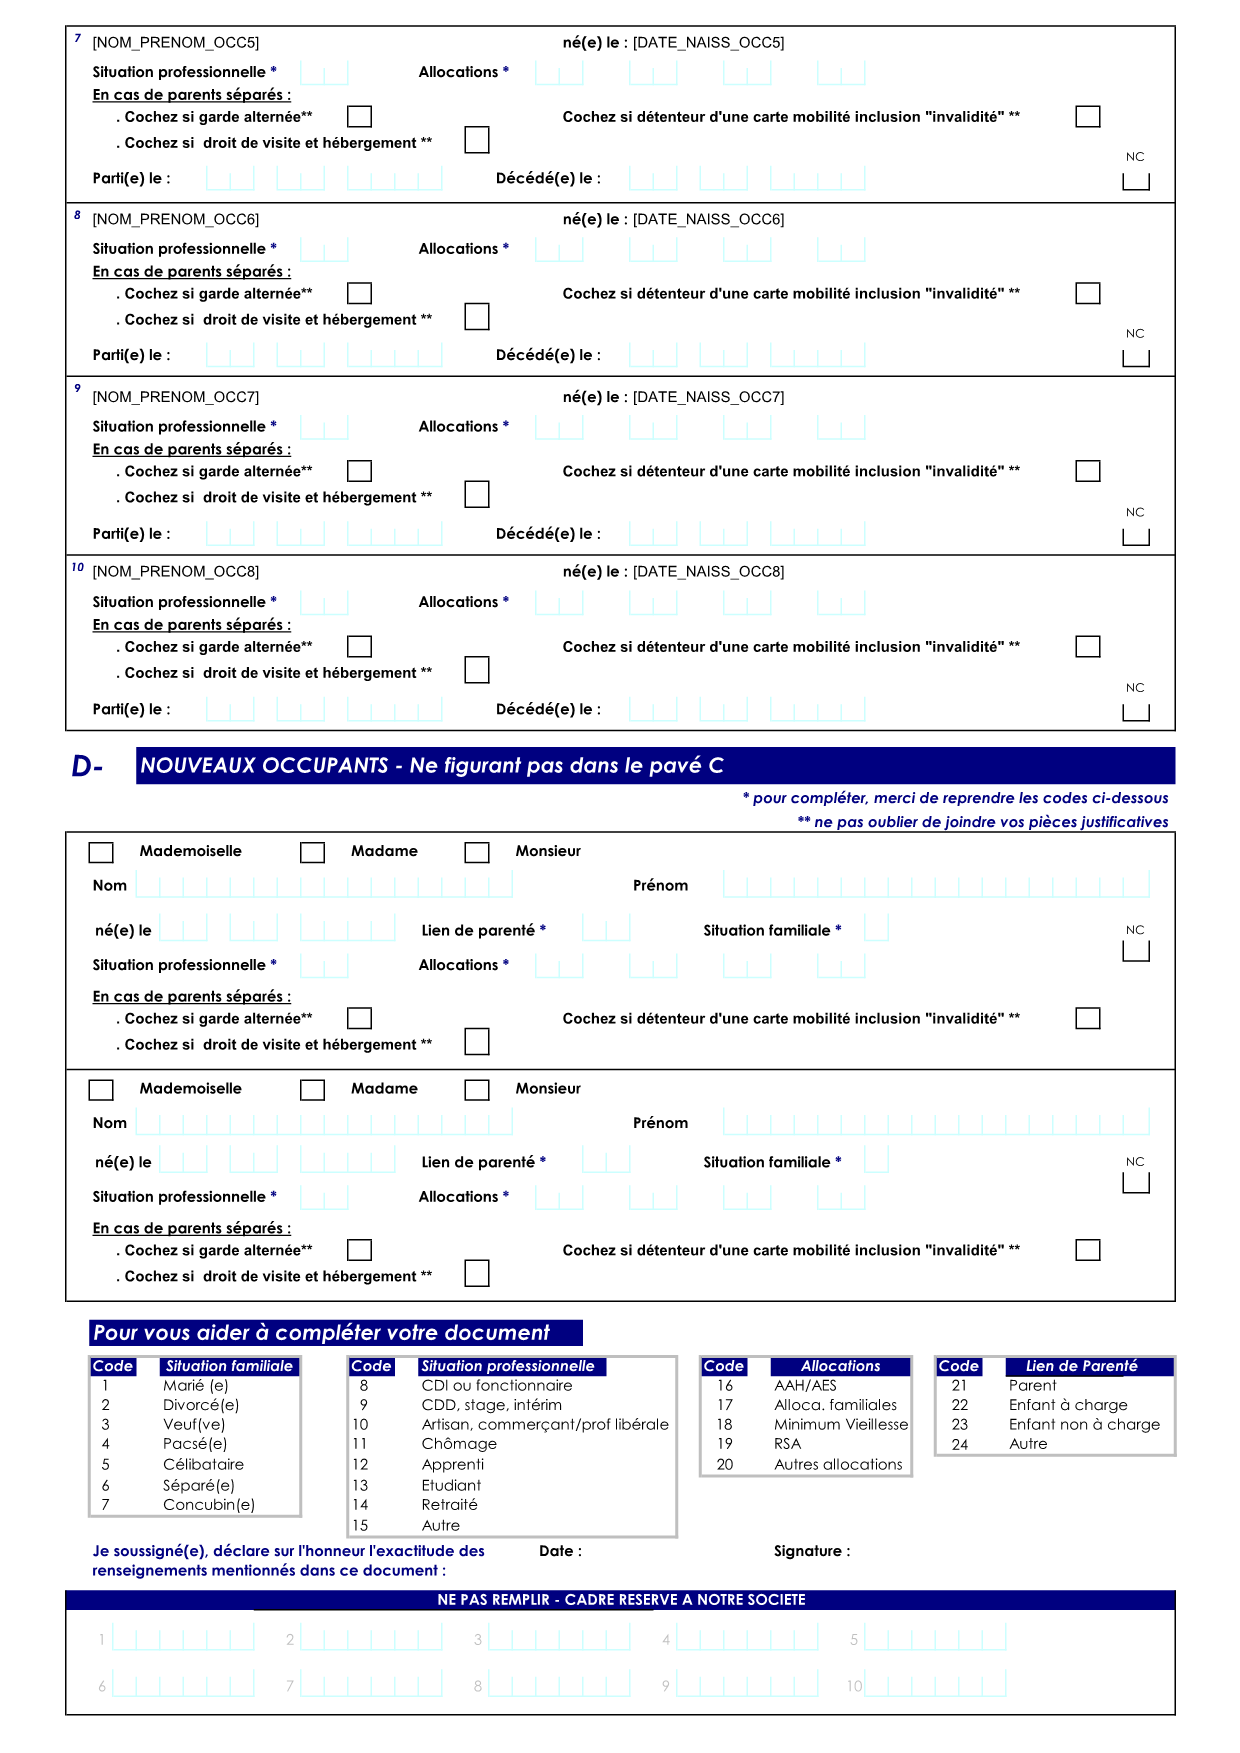 7 [NOM_PRENOM_OCC5] né(e) le : [DATE_NAISS_OCC5]
Situation professionnelle * Allocations *
En cas de parents séparés :
. Cochez si garde alternée** Cochez si détenteur d'une carte mobilité inclusion "invalidité" **
. Cochez si droit de visite et hébergement **
NC
Parti(e) le : Décédé(e) le :
8 [NOM_PRENOM_OCC6] né(e) le : [DATE_NAISS_OCC6]
Situation professionnelle * Allocations *
En cas de parents séparés :
. Cochez si garde alternée** Cochez si détenteur d'une carte mobilité inclusion "invalidité" **
. Cochez si droit de visite et hébergement **
NC
Parti(e) le : Décédé(e) le :
9 [NOM_PRENOM_OCC7] né(e) le : [DATE_NAISS_OCC7]
Situation professionnelle * Allocations *
En cas de parents séparés :
. Cochez si garde alternée** Cochez si détenteur d'une carte mobilité inclusion "invalidité" **
. Cochez si droit de visite et hébergement **
NC
Parti(e) le : Décédé(e) le :
10 [NOM_PRENOM_OCC8] né(e) le : [DATE_NAISS_OCC8]
Situation professionnelle * Allocations *
En cas de parents séparés :
. Cochez si garde alternée** Cochez si détenteur d'une carte mobilité inclusion "invalidité" **
. Cochez si droit de visite et hébergement **
NC
Parti(e) le : Décédé(e) le :
D- NOUVEAUX OCCUPANTS - Ne figurant pas dans le pavé C
* pour compléter, merci de reprendre les codes ci-dessous
** ne pas oublier de joindre vos pièces justificatives
Mademoiselle Madame Monsieur
Nom Prénom
né(e) le Lien de parenté * Situation familiale * NC
Situation professionnelle * Allocations *
En cas de parents séparés :
. Cochez si garde alternée** Cochez si détenteur d'une carte mobilité inclusion "invalidité" **
. Cochez si droit de visite et hébergement **
Mademoiselle Madame Monsieur
Nom Prénom
né(e) le Lien de parenté * Situation familiale * NC
Situation professionnelle * Allocations *
En cas de parents séparés :
. Cochez si garde alternée** Cochez si détenteur d'une carte mobilité inclusion "invalidité" **
. Cochez si droit de visite et hébergement **
Pour vous aider à compléter votre document
Code Situation familiale Code Situation professionnelle Code Allocations Code Lien de Parenté
1 Marié (e) 8 CDI ou fonctionnaire 16 AAH/AES 21 Parent
2 Divorcé(e) 9 CDD, stage, intérim 17 Alloca. familiales 22 Enfant à charge
3 Veuf(ve) 10 Artisan, commerçant/prof libérale 18 Minimum Vieillesse 23 Enfant non à charge
4 Pacsé(e) 11 Chômage 19 RSA 24 Autre
5 Célibataire 12 Apprenti 20 Autres allocations
6 Séparé(e) 13 Etudiant
7 Concubin(e) 14 Retraité
15 Autre
Je soussigné(e), déclare sur l'honneur l'exactitude des Date : Signature :
renseignements mentionnés dans ce document :
NE PAS REMPLIR - CADRE RESERVE A NOTRE SOCIETE
1 2 3 4 5
6 7 8 9 10